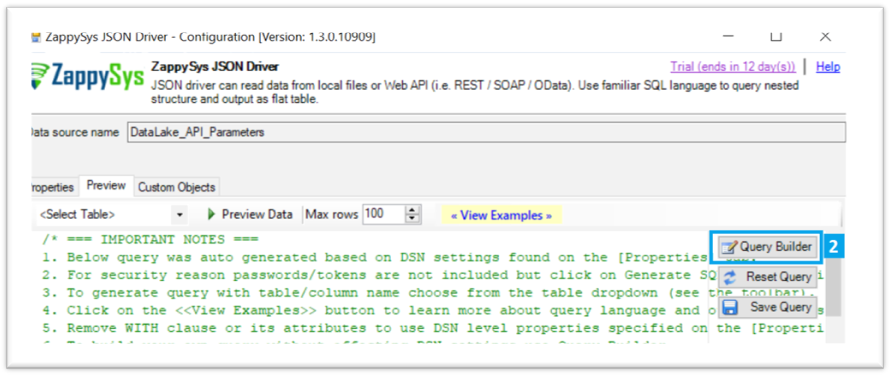 ZappySys JSON Driver - Configuration [Version: 1.3.0.10909]
ZappySys
ZappySys JSON Driver
Trial (ends in 12 day(s)) | Help
JSON driver can read data from local files or Web API (i.e. REST / SOAP / OData). Use familiar SQL language to query nested
structure and output as flat table.
Data source name DataLake_API_Parameters
roperties Preview Custom Objects
<Select Table> Preview Data Max rows 100 « View Examples »
/* === IMPORTANT NOTES ===
Query Builder 2
1. Below query was auto generated based on DSN settings found on the [Properties
2. For security reason passwords/tokens are not included but click on Generate SQ
Reset Query
3. To generate query with table/column name choose from the table dropdown (see the toolbar).
4. Click on the <<View Examples>> button to learn more about query language and o
Save Query
5. Remove WITH clause or its attributes to use DSN level properties specified on the [Properti